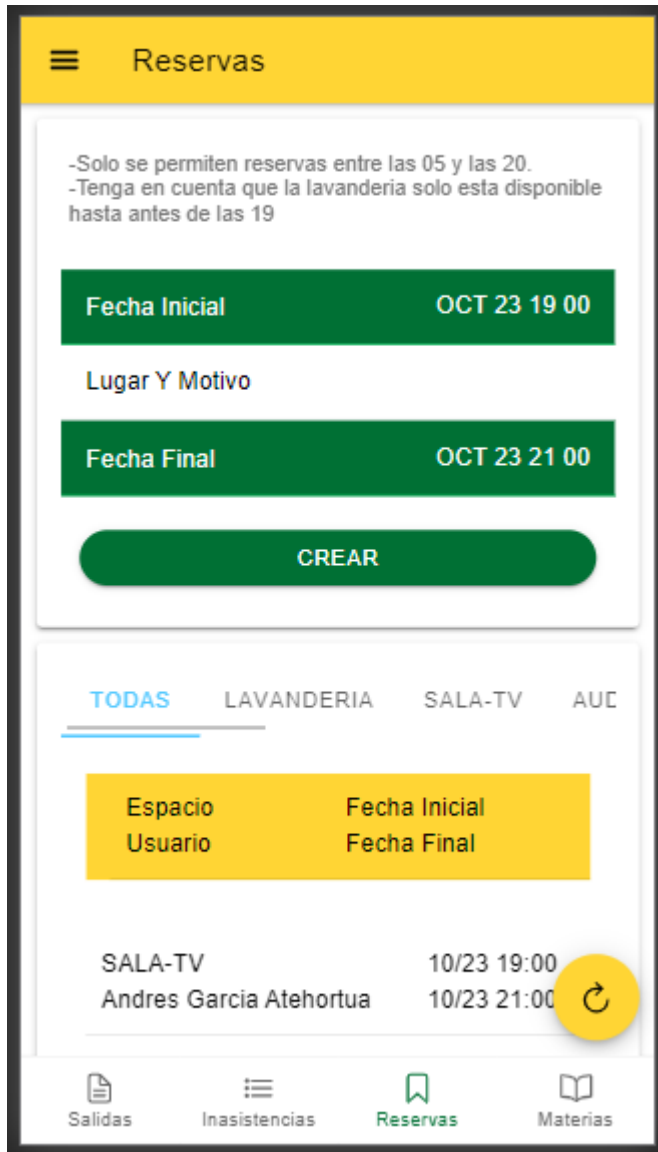 Reservas
-Solo se permiten reservas entre las 05 y las 20.
-Tenga en cuenta que la lavanderia solo esta disponible
hasta antes de las 19
Fecha Inicial OCT 23 19 00
Lugar Y Motivo
Fecha Final OCT 23 21 00
CREAR
TODAS LAVANDERIA SALA-TV AUD
Espacio Fecha Inicial
Usuario Fecha Final
SALA-TV 10/23 19:00
Andres Garcia Atehortua 10/23 21:00
Salidas Inasistencias Reservas Materias